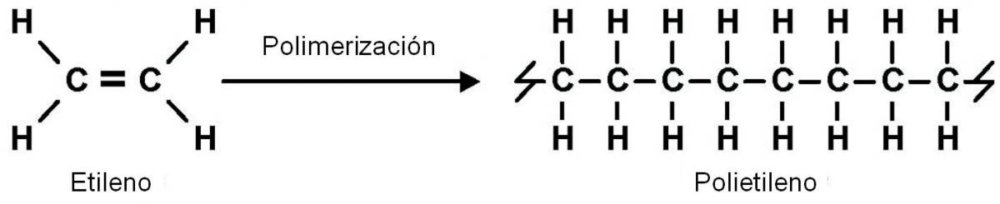 H H H H H H H H H H
Polimerización
C = C C – C – C – C – C – C – C – C
H H H H H H H H H H
Etileno Polietileno